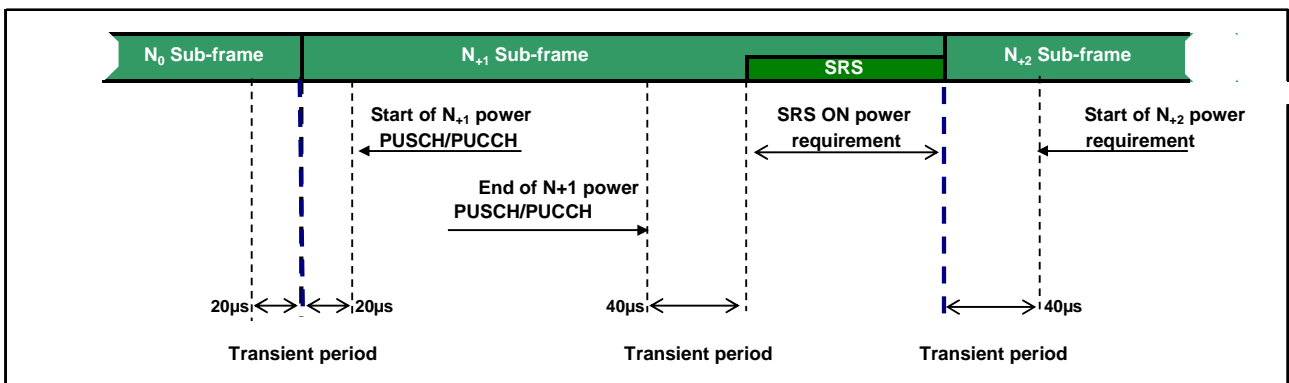 N0 Sub-frame
N+1 Sub-frame
SRS
N+2 Sub-frame
Start of N+1 power
PUSCH/PUCCH
SRS ON power
requirement
Start of N+2 power
requirement
End of N+1 power
PUSCH/PUCCH
20µs
20µs
40µs
40µs
Transient period
Transient period
Transient period